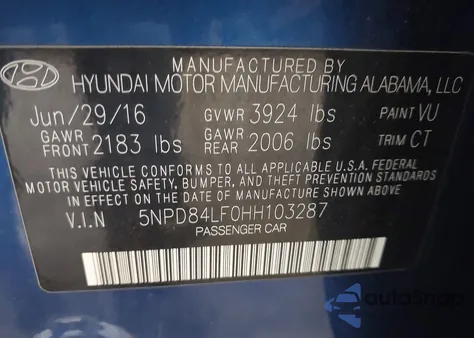 MANUFACTURED BY
HYUNDAI MOTOR MANUFACTURING ALABAMA, LLC
Jun/29/16 GVWR 3924 lbs PAINT VU
GAWR FRONT 2183 lbs GAWR REAR 2006 lbs TRIM CT
THIS VEHICLE CONFORMS TO ALL APPLICABLE U.S.A. FEDERAL
MOTOR VEHICLE SAFETY, BUMPER, AND THEFT PREVENTION STANDARDS
IN EFFECT ON THE DATE OF MANUFACTURE SHOWN ABOVE
V.I.N 5NPD84LF0HH103287
PASSENGER CAR
autoSnap